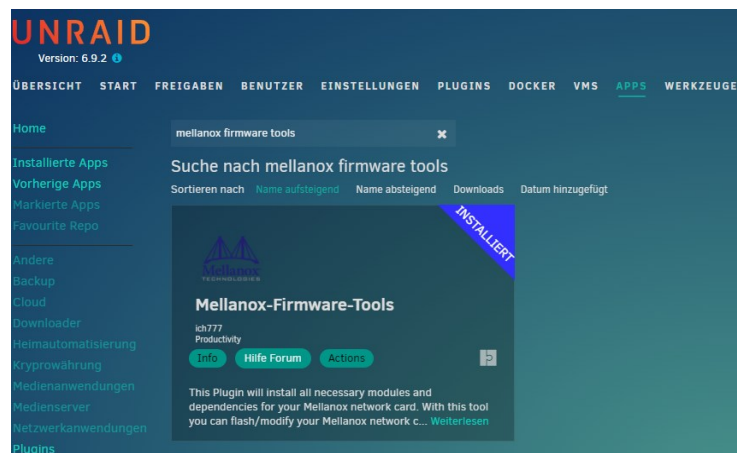 UNRAID
Version: 6.9.2
ÜBERSICHT START FREIGABEN BENUTZER EINSTELLUNGEN PLUGINS DOCKER VMS APPS WERKZEUGE
Home
mellanox firmware tools
Installierte Apps
Suche nach mellanox firmware tools
Vorherige Apps
Sortieren nach Name aufsteigend Name absteigend Downloads Datum hinzugefügt
Markierte Apps
Favourite Repo
INSTALLIERT
Mellanox
TECHNOLOGIES
Andere
Backup
Cloud
Downloader
Heimautomatisierung
Kryprowährung
Medienanwendungen
Medienserver
Netzwerkanwendungen
Plugins
Mellanox-Firmware-Tools
ich777
Productivity
Info Hilfe Forum Actions
This Plugin will install all necessary modules and
dependencies for your Mellanox network card. With this tool
you can flash/modify your Mellanox network c... Weiterlesen